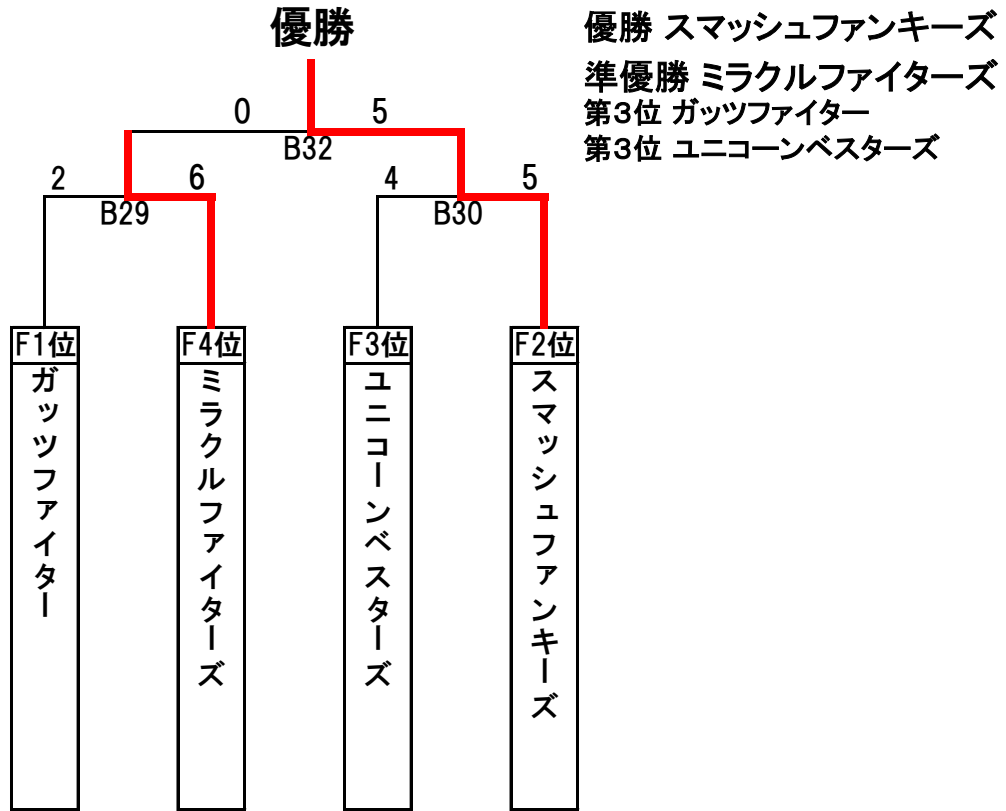 優勝
優勝 スマッシュファンキーズ
準優勝 ミラクルファイターズ
第3位 ガッツファイター
第3位 ユニコーンベスターズ
0 5
B32
2 6 4 5
B29 B30
F1位 F4位 F3位 F2位
ガッツファイター
ミラクルファイターズ
ユニコーンベスターズ
スマッシュファンキーズ